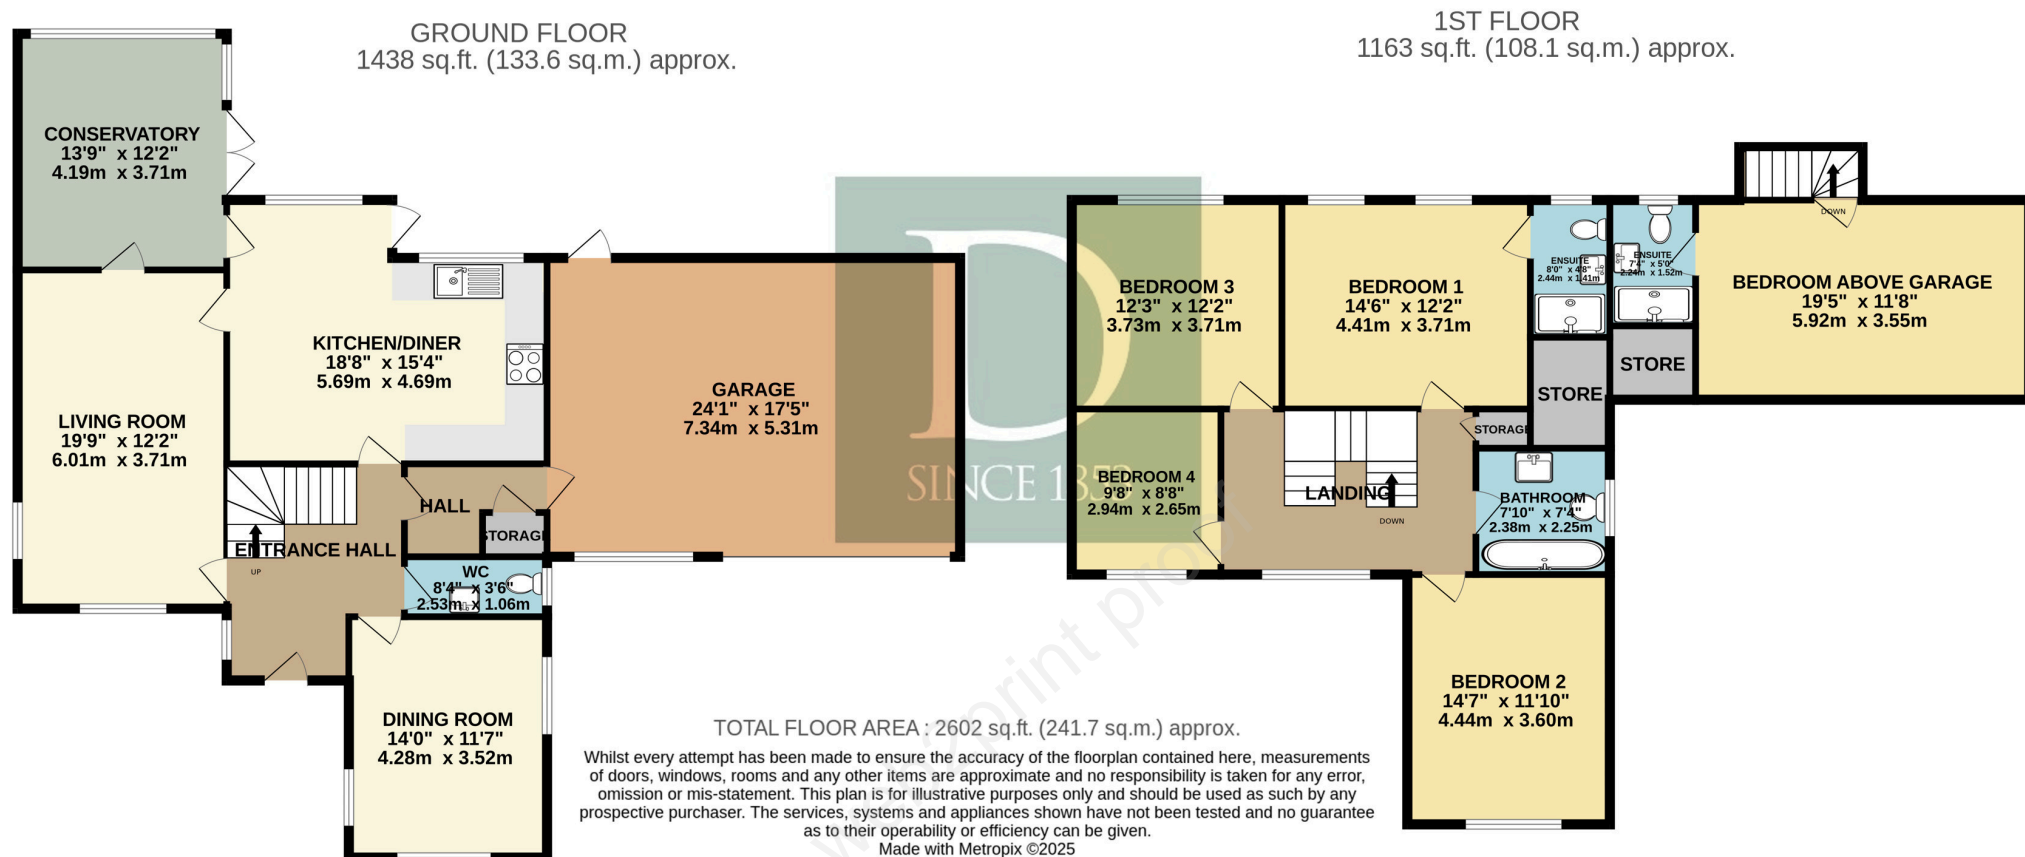 GROUND FLOOR
1438 sq.ft. (133.6 sq.m.) approx.
1ST FLOOR
1163 sq.ft. (108.1 sq.m.) approx.
CONSERVATORY
13'9" x 12'2"
4.19m x 3.71m
KITCHEN/DINER
18'8" x 15'4"
5.69m x 4.69m
LIVING ROOM
19'9" x 12'2"
6.01m x 3.71m
GARAGE
24'1" x 17'5"
7.34m x 5.31m
HALL
STORAGE
ENTRANCE HALL
UP
WC
8'4" x 3'6"
2.53m x 1.06m
DINING ROOM
14'0" x 11'7"
4.28m x 3.52m
D
SINCE 1853
BEDROOM 3
12'3" x 12'2"
3.73m x 3.71m
BEDROOM 1
14'6" x 12'2"
4.41m x 3.71m
ENSUITE
8'0" x 4'8"
2.44m x 1.41m
ENSUITE
7'4" x 5'0"
2.24m x 1.52m
DOWN
BEDROOM ABOVE GARAGE
19'5" x 11'8"
5.92m x 3.55m
STORE
STORE
STORAGE
BEDROOM 4
9'8" x 8'8"
2.94m x 2.65m
LANDING
DOWN
BATHROOM
7'10" x 7'4"
2.38m x 2.25m
BEDROOM 2
14'7" x 11'10"
4.44m x 3.60m
web2print proof
TOTAL FLOOR AREA : 2602 sq.ft. (241.7 sq.m.) approx.
Whilst every attempt has been made to ensure the accuracy of the floorplan contained here, measurements
of doors, windows, rooms and any other items are approximate and no responsibility is taken for any error,
omission or mis-statement. This plan is for illustrative purposes only and should be used as such by any
prospective purchaser. The services, systems and appliances shown have not been tested and no guarantee
as to their operability or efficiency can be given.
Made with Metropix ©2025